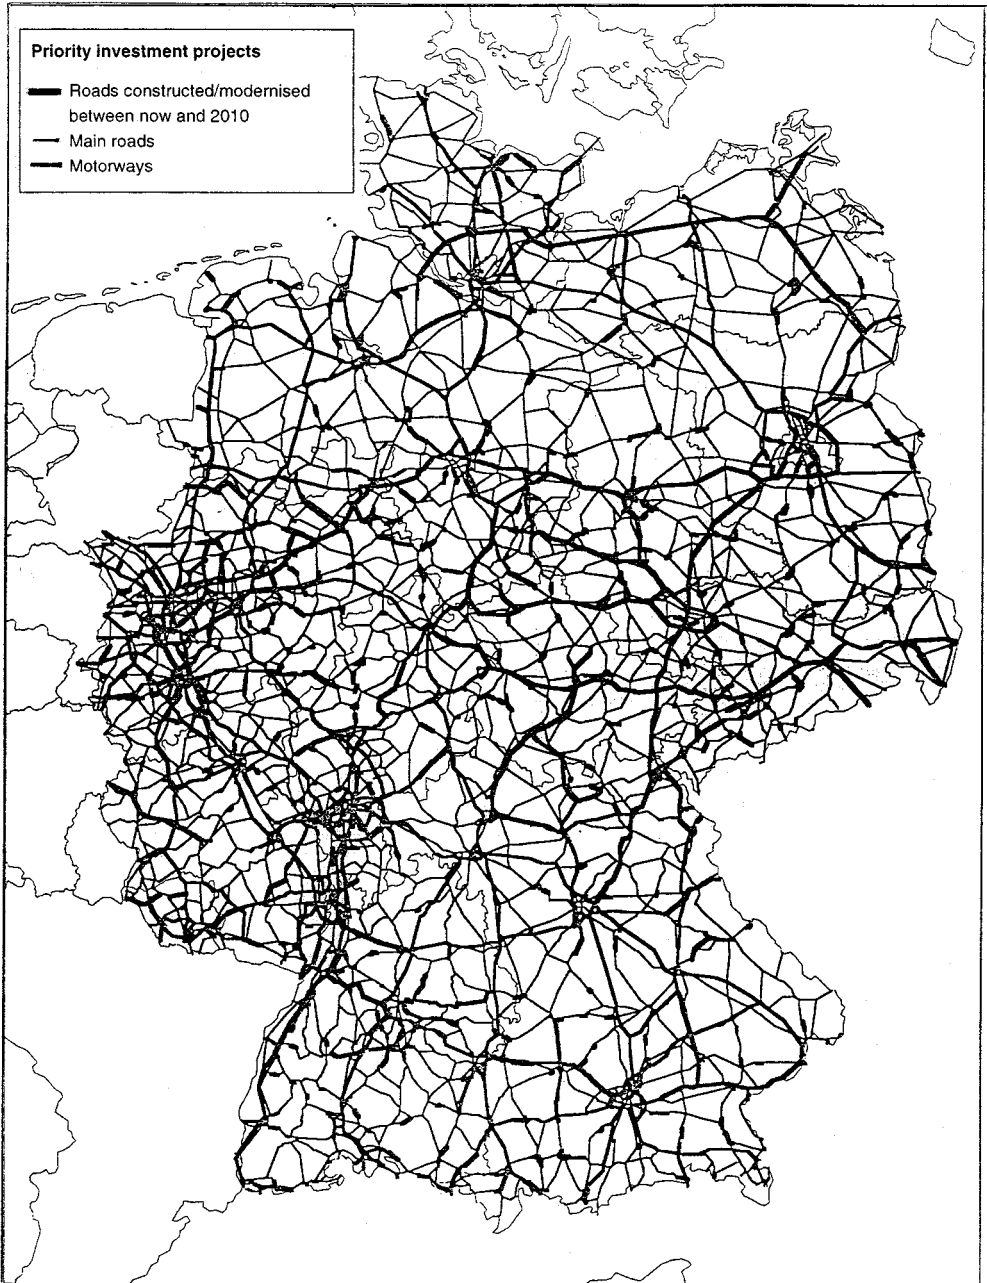 Priority investment projects
Roads constructed/modernised
between now and 2010
Main roads
Motorways